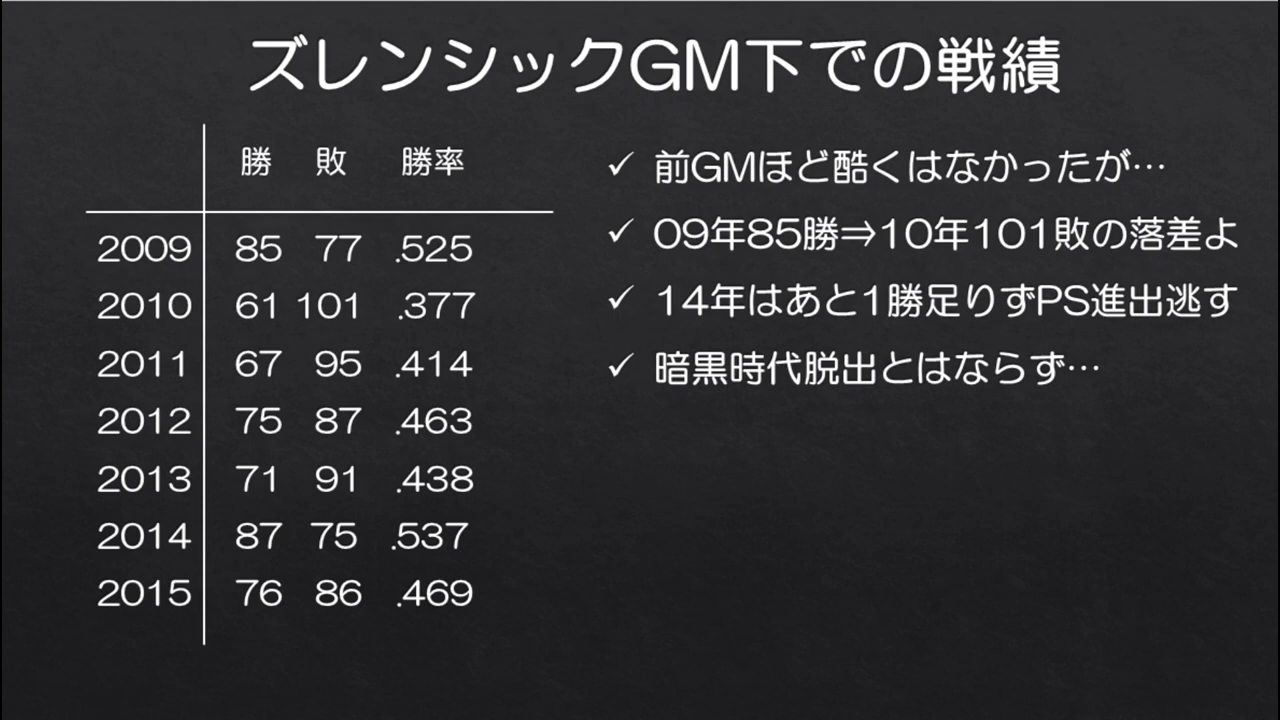 ズレンシックGM下での戦績
勝 敗 勝率
2009 85 77 .525
2010 61 101 .377
2011 67 95 .414
2012 75 87 .463
2013 71 91 .438
2014 87 75 .537
2015 76 86 .469
✓ 前GMほど酷くはなかったが…
✓ 09年85勝⇒10年101敗の落差よ
✓ 14年はあと1勝足りずPS進出逃す
✓ 暗黒時代脱出とはならず…